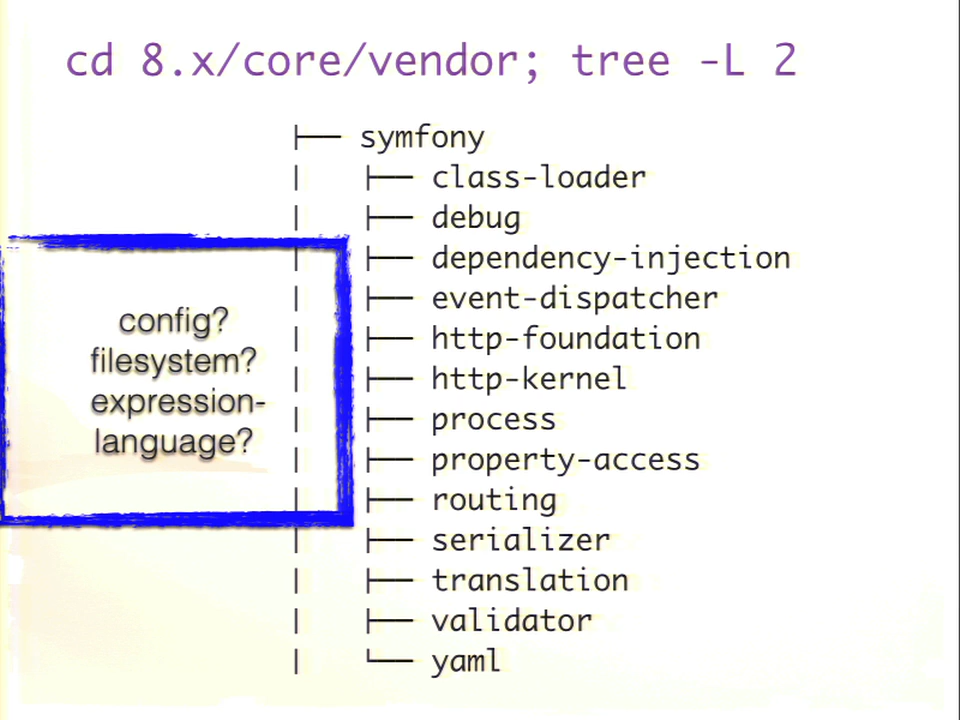 cd 8.x/core/vendor; tree -L 2
├── symfony
│   ├── class-loader
│   ├── debug
│   ├── dependency-injection
│   ├── event-dispatcher
│   ├── http-foundation
│   ├── http-kernel
│   ├── process
│   ├── property-access
│   ├── routing
│   ├── serializer
│   ├── translation
│   ├── validator
│   └── yaml
config?
filesystem?
expression-
language?